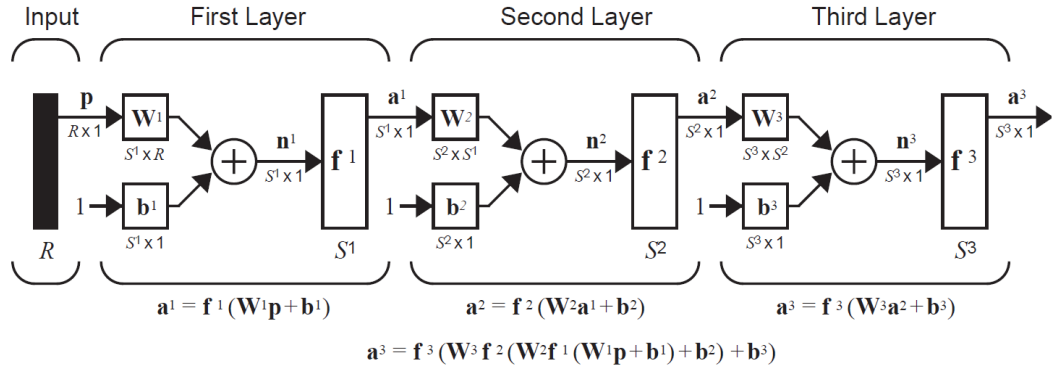 Input First Layer Second Layer Third Layer
p a¹ a² a³
W¹ W² W³
R x 1 S¹ x 1 S² x 1 S³ x 1
n¹ n² n³
S¹ x R S² x S¹ S³ x S²
f ¹ f ² f ³
S¹ x 1 S² x 1 S³ x 1
1 b¹ 1 b² 1 b³
S¹ x 1 S² x 1 S³ x 1
R S¹ S² S³
a¹ = f ¹ (W¹p + b¹) a² = f ² (W²a¹ + b²) a³ = f ³ (W³a² + b³)
a³ = f ³ (W³ f ² (W²f ¹ (W¹p + b¹) + b²) + b³)